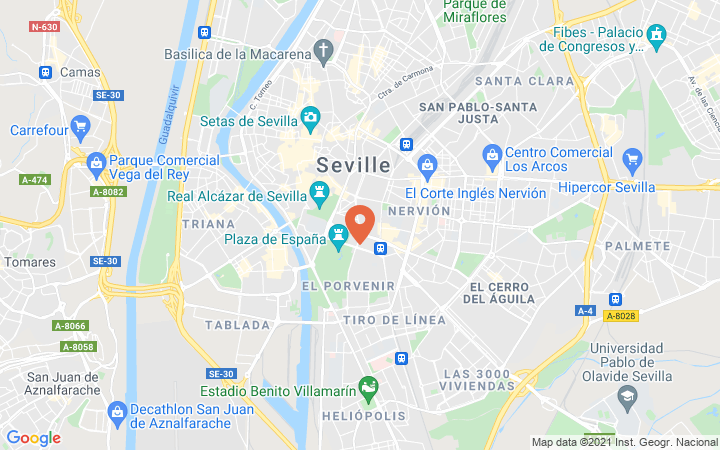 Parque de
Miraflores
N-630
Basilica de la Macarena
Fibes - Palacio
de Congresos y...
Camas
Ctra. de Carmona
SANTA CLARA
SE-30
C. Torneo
Av. de las Ciencias
Guadalquivir
SAN PABLO-SANTA
JUSTA
Setas de Sevilla
Carrefour
Centro Comercial
Los Arcos
Parque Comercial
Vega del Rey
Seville
A-474
A-8082
El Corte Inglés Nervión
Hipercor Sevilla
Real Alcázar de Sevilla
NERVIÓN
TRIANA
Plaza de España
PALMETE
Tomares
SE-30
EL PORVENIR
EL CERRO
DEL ÁGUILA
A-4
A-8028
A-8066
TABLADA
TIRO DE LÍNEA
A-8058
Universidad
Pablo de
Olavide Sevilla
SE-30
LAS 3000
VIVIENDAS
San Juan de
Aznalfarache
Estadio Benito Villamarín
Decathlon San Juan
de Aznalfarache
HELIÓPOLIS
Google
Map data ©2021 Inst. Geogr. Nacional